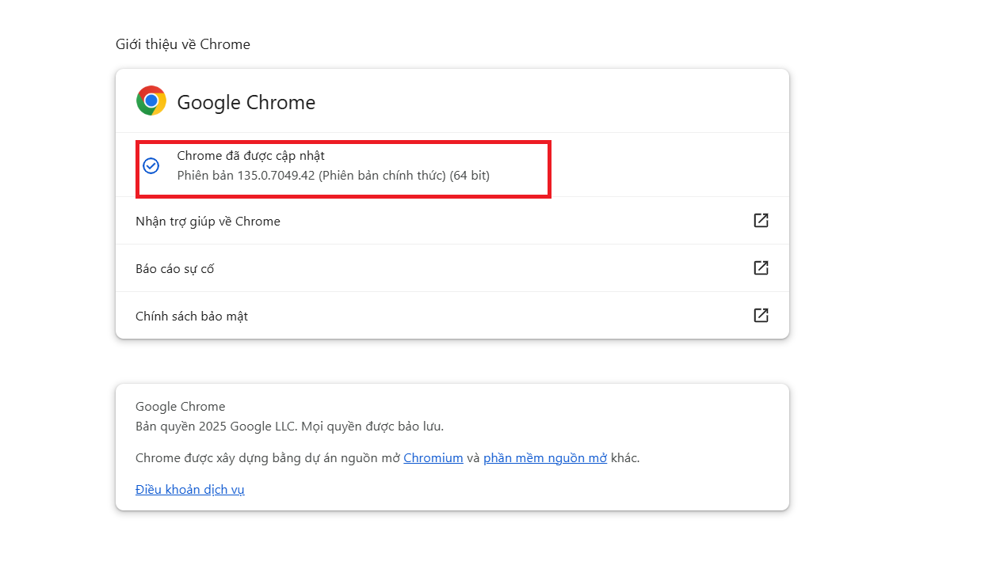 Giới thiệu về Chrome
Google Chrome
Chrome đã được cập nhật
Phiên bản 135.0.7049.42 (Phiên bản chính thức) (64 bit)
Nhận trợ giúp về Chrome
Báo cáo sự cố
Chính sách bảo mật
Google Chrome
Bản quyền 2025 Google LLC. Mọi quyền được bảo lưu.
Chrome được xây dựng bằng dự án nguồn mở Chromium và phần mềm nguồn mở khác.
Điều khoản dịch vụ